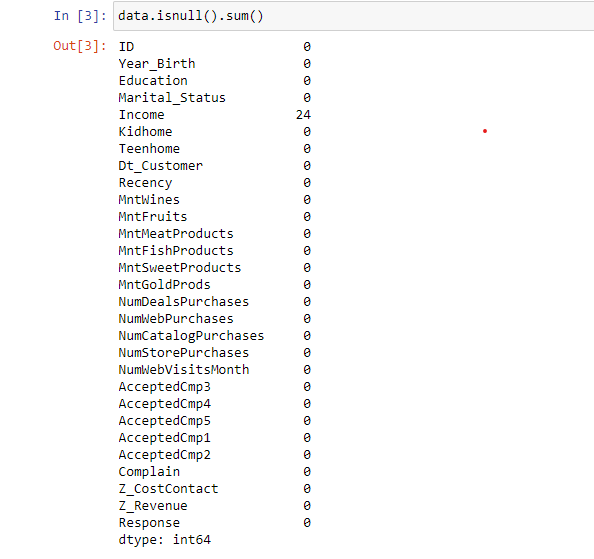 In [3]: data.isnull().sum()
Out[3]: ID 0
Year_Birth 0
Education 0
Marital_Status 0
Income 24
Kidhome 0
Teenhome 0
Dt_Customer 0
Recency 0
MntWines 0
MntFruits 0
MntMeatProducts 0
MntFishProducts 0
MntSweetProducts 0
MntGoldProds 0
NumDealsPurchases 0
NumWebPurchases 0
NumCatalogPurchases 0
NumStorePurchases 0
NumWebVisitsMonth 0
AcceptedCmp3 0
AcceptedCmp4 0
AcceptedCmp5 0
AcceptedCmp1 0
AcceptedCmp2 0
Complain 0
Z_CostContact 0
Z_Revenue 0
Response 0
dtype: int64